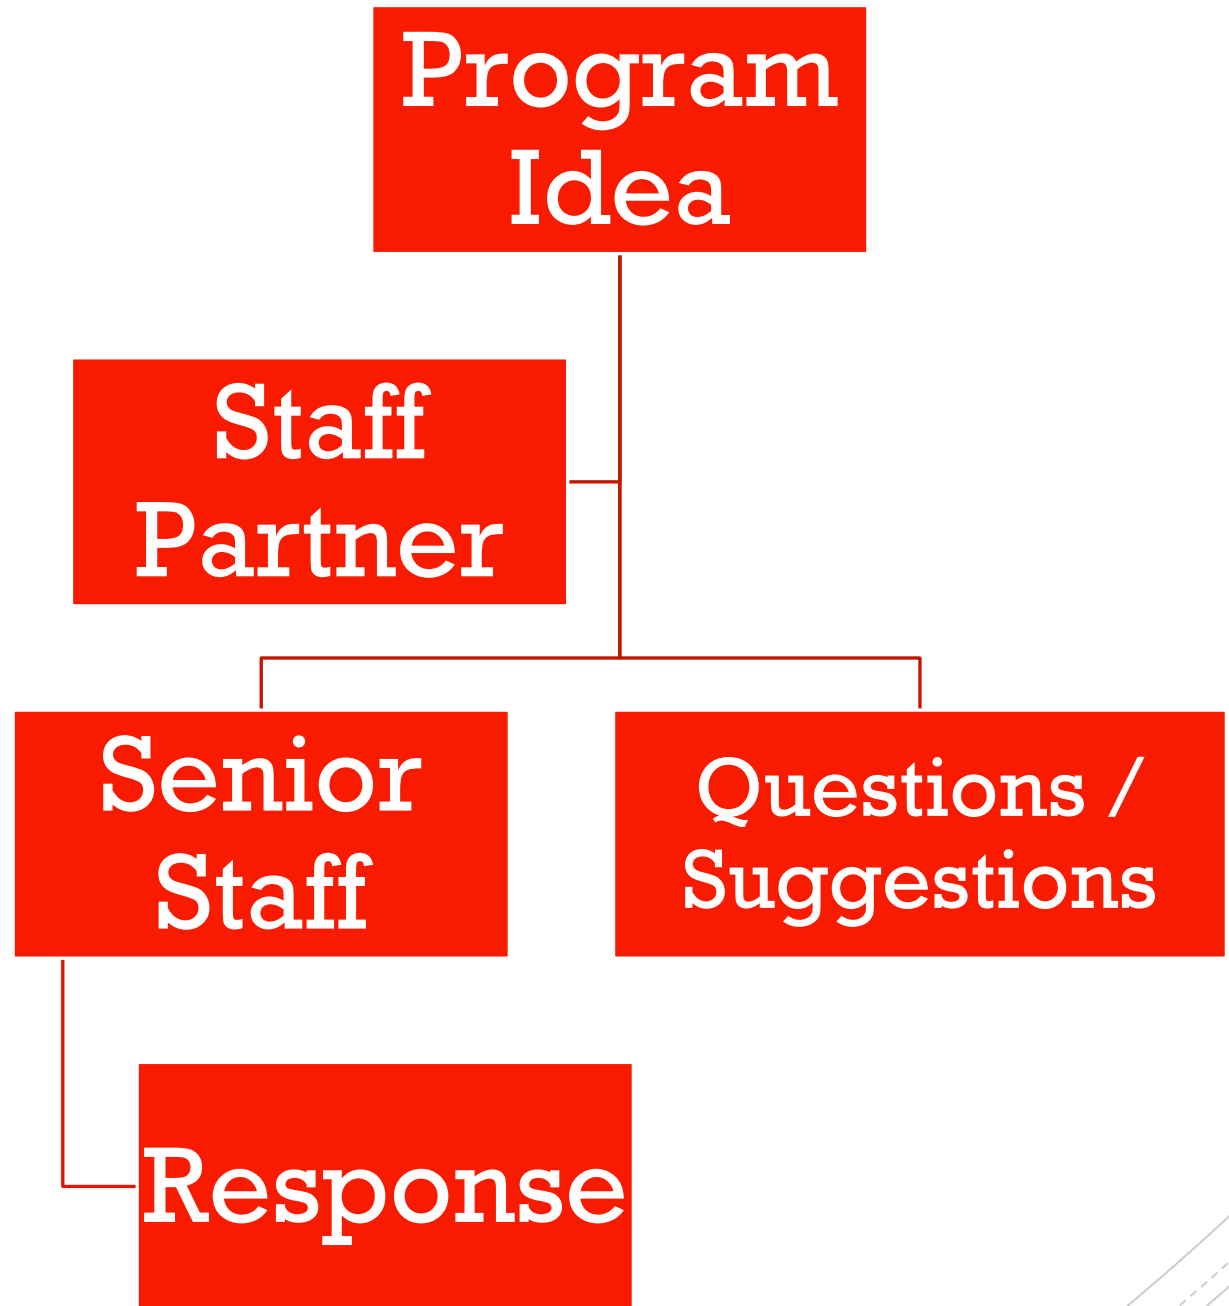 Program
Idea
Staff
Partner
Senior
Staff
Questions /
Suggestions
Response